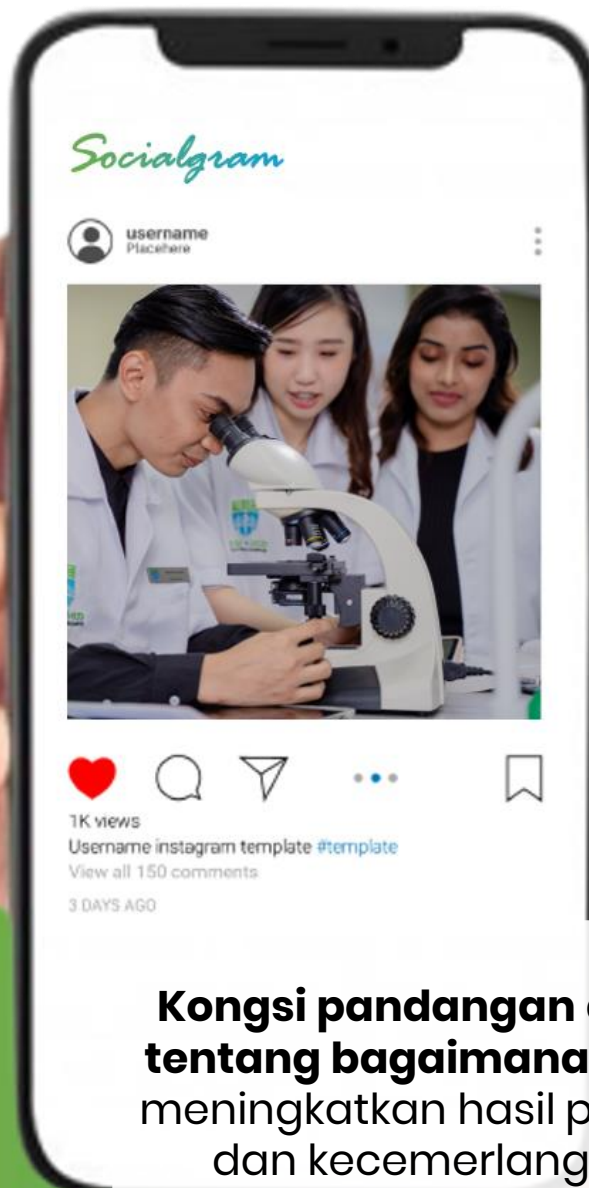 Socialgram
username
Placehere
1K views
Username instagram template #template
View all 150 comments
3 DAYS AGO
Kongsi pandangan
tentang bagaimana
meningkatkan hasil
dan kecemerlang